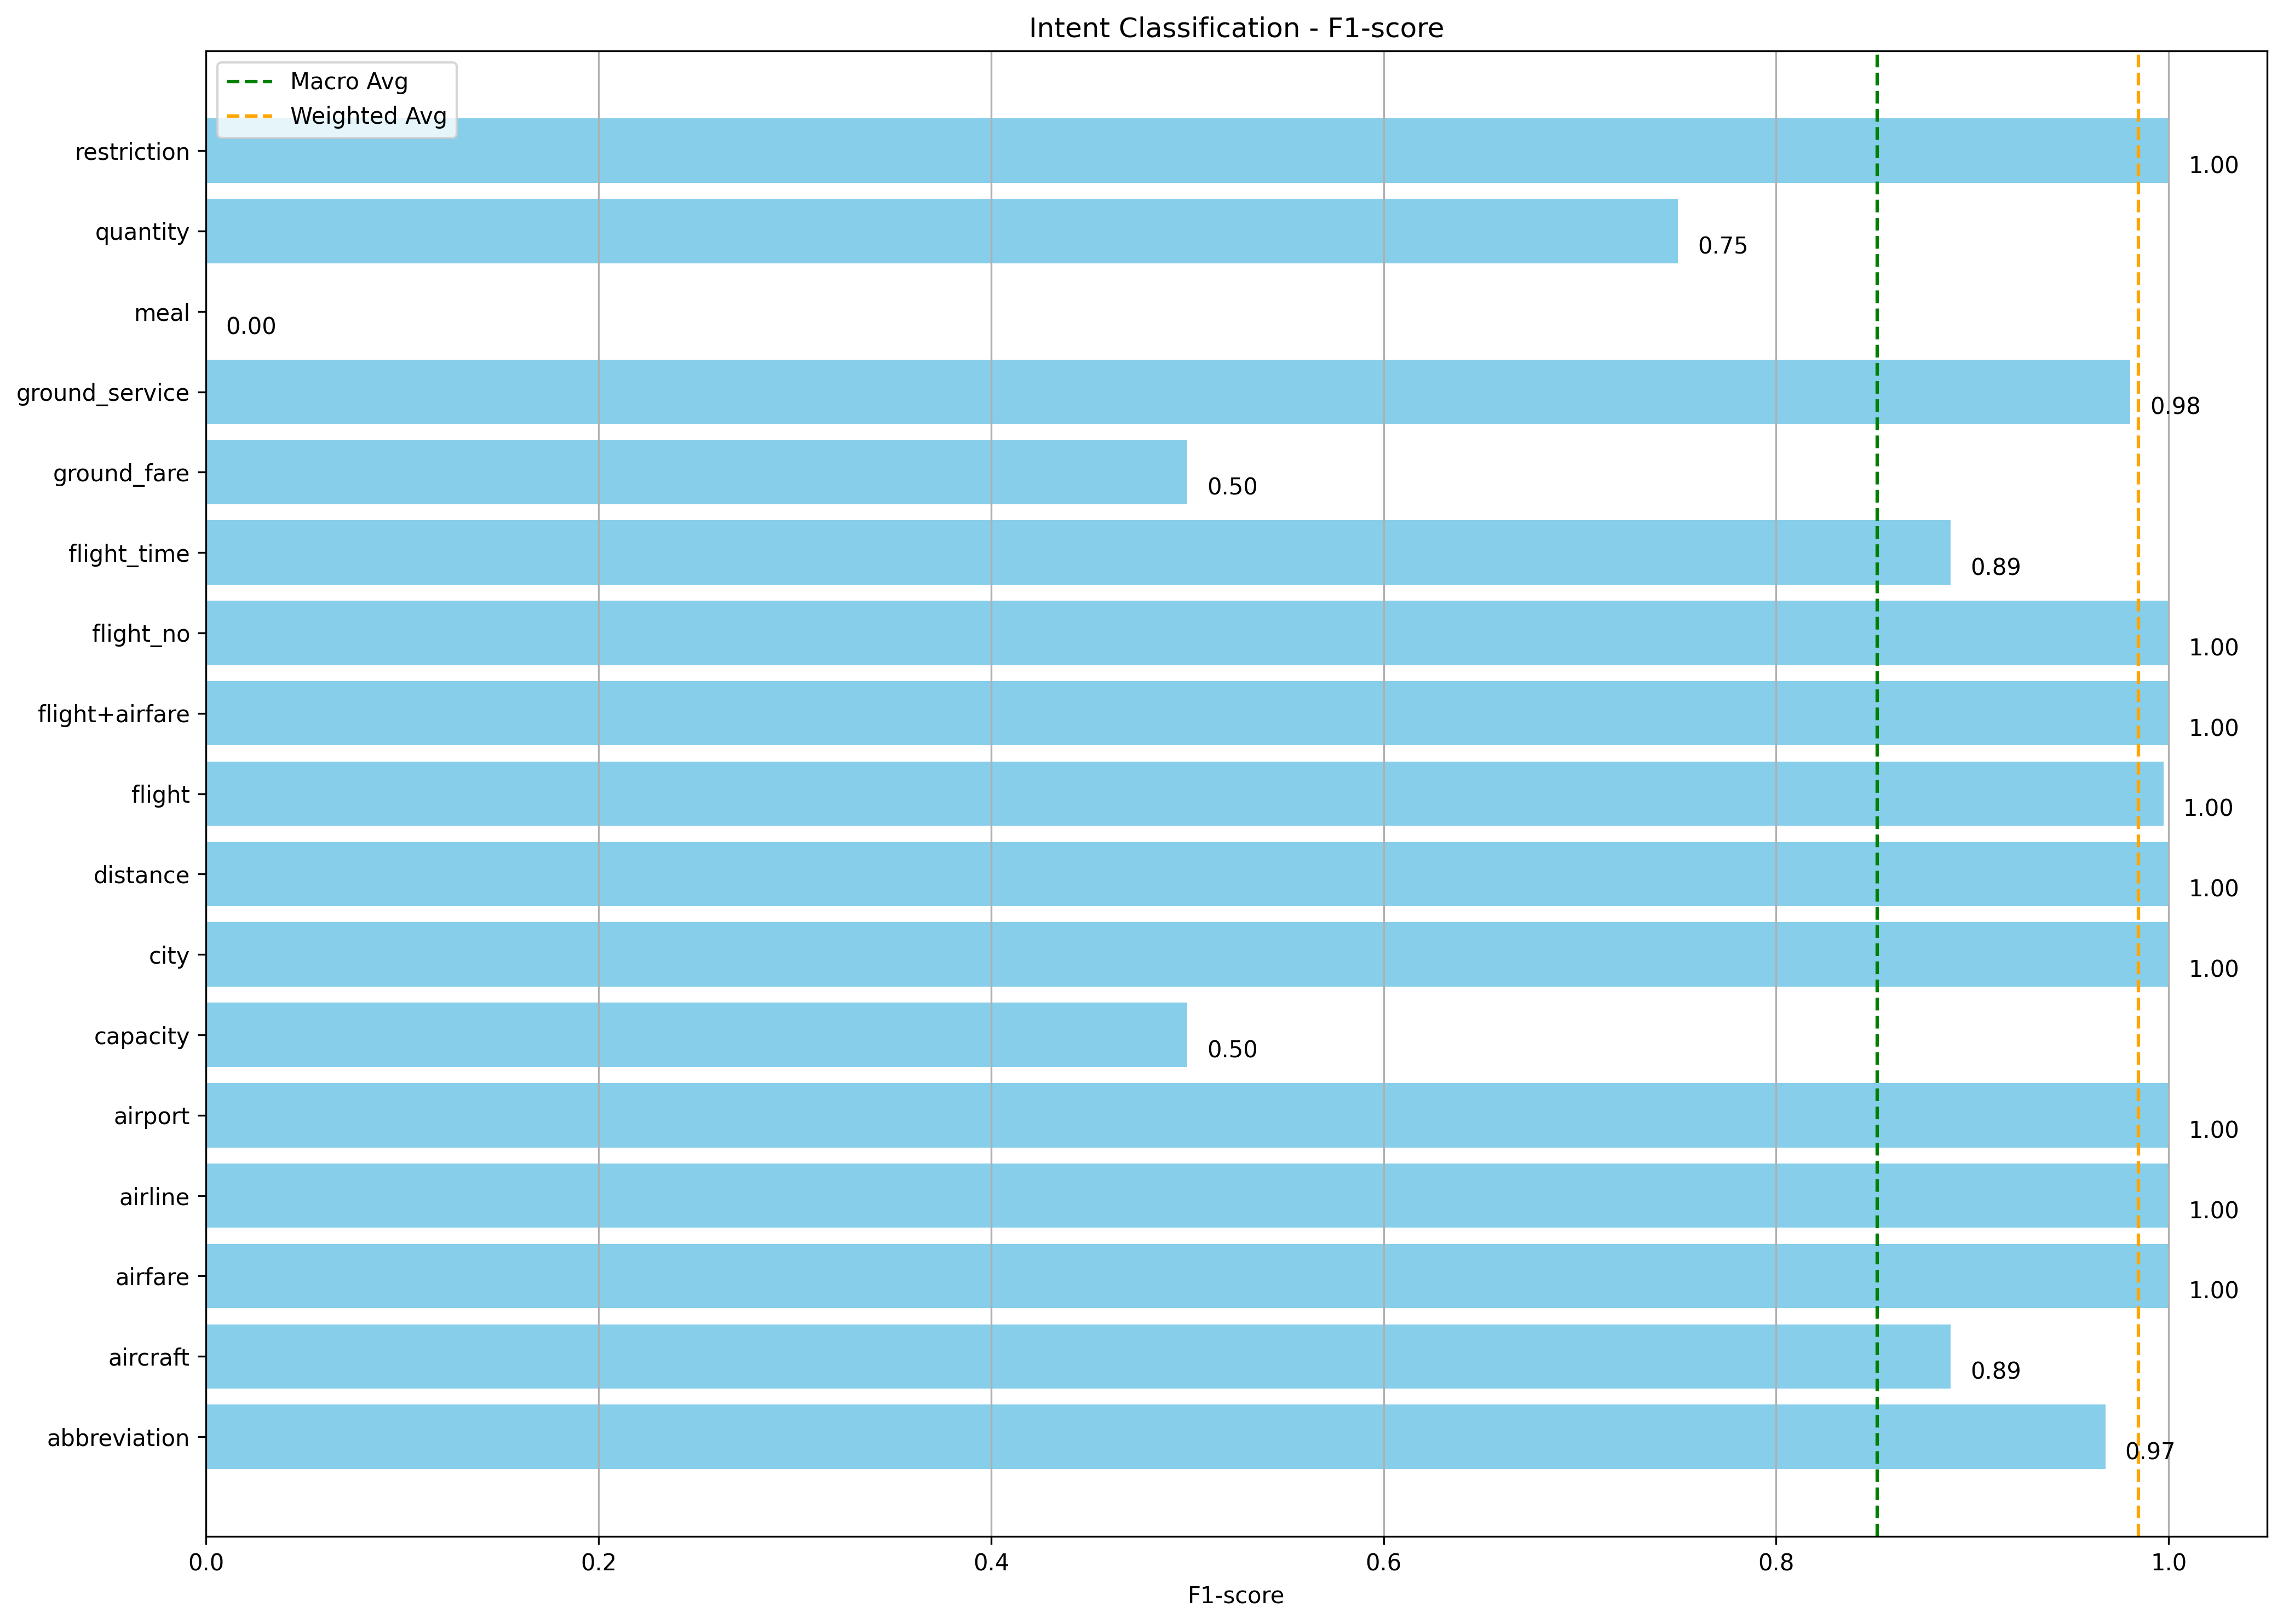 Intent Classification - F1-score
Macro Avg
Weighted Avg
restriction 1.00
quantity 0.75
meal 0.00
ground_service 0.98
ground_fare 0.50
flight_time 0.89
flight_no 1.00
flight+airfare 1.00
flight 1.00
distance 1.00
city 1.00
capacity 0.50
airport 1.00
airline 1.00
airfare 1.00
aircraft 0.89
abbreviation 0.97
0.0 0.2 0.4 0.6 0.8 1.0
F1-score